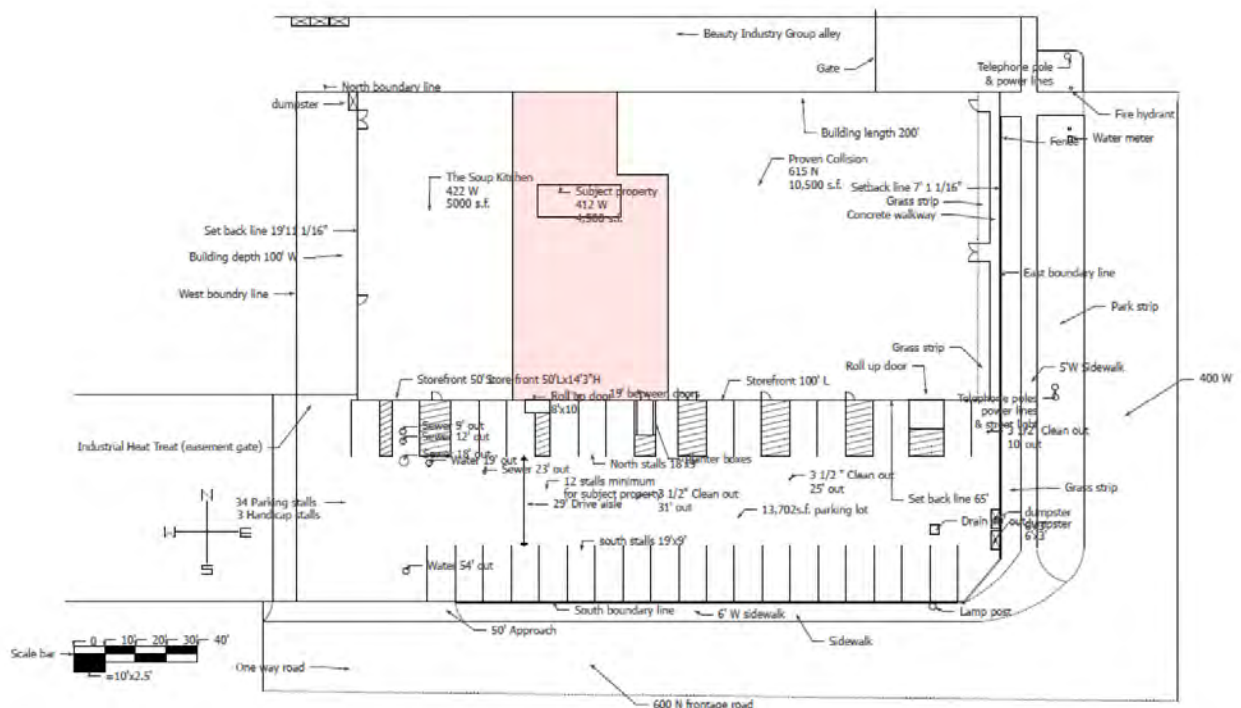 Beauty Industry Group alley
Gate
Telephone pole
& power lines
North boundary line
dumpster
Fire hydrant
Building length 200'
Water meter
Fence
Proven Collision
615 N
10,500 s.f.
The Soup Kitchen
422 W
5000 s.f.
Subject property
412 W
4,500 s.f.
Setback line 7' 1 1/16"
Grass strip
Concrete walkway
Set back line 19'11 1/16"
Building depth 100' W
East boundary line
West boundry line
Park strip
Grass strip
Roll up door
5'W Sidewalk
400 W
Storefront 50'L
Storefront 50'Lx14'3"H
Storefront 100' L
Roll up door
8'x10'
19' between doors
Telephone poles
power lines
& street light
Sewer 9' out
Sewer 12' out
Sewer 18' out
Water 19' out
Sewer 23' out
3 1/2" Clean out
10' out
Industrial Heat Treat (easement gate)
North stalls 18'x9'
Planter boxes
12 stalls minimum
for subject property
3 1/2 " Clean out
25' out
3 1/2" Clean out
31' out
Set back line 65'
Grass strip
34 Parking stalls
3 Handicap stalls
29' Drive aisle
13,702s.f. parking lot
dumpster
dumpster
6'x3'
N
W
E
S
south stalls 19'x9'
Water 54' out
South boundary line
6' W sidewalk
Lamp post
50' Approach
Sidewalk
0
10'
20'
30'
40'
Scale bar
=10'x2.5'
One way road
600 N frontage road